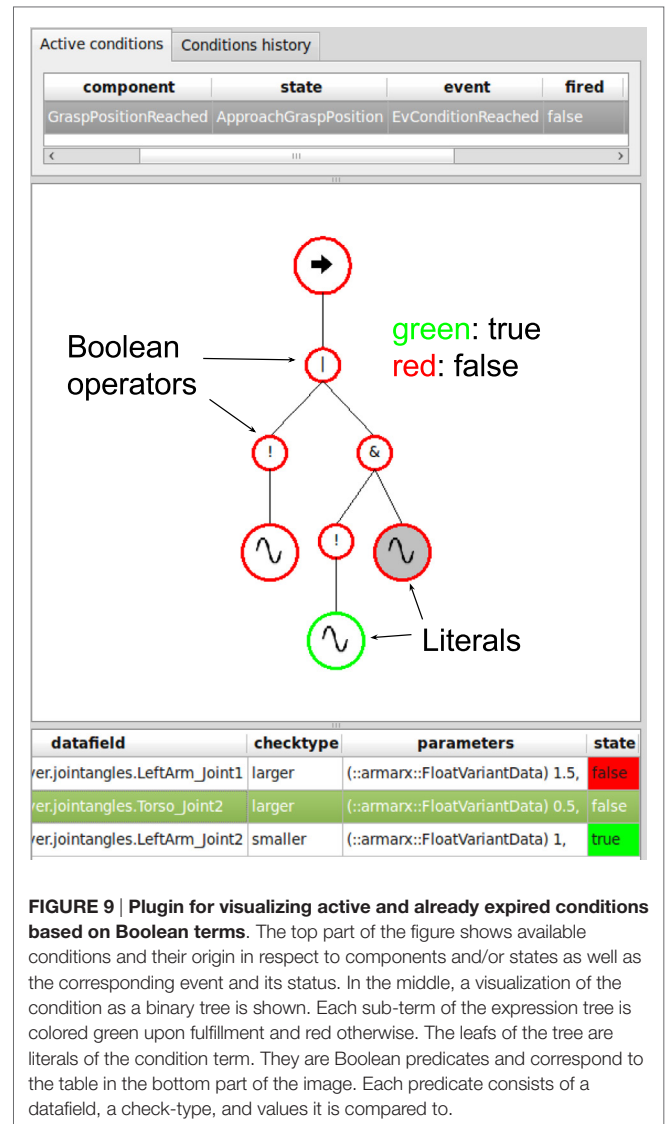 Active conditions Conditions history
component state event fired
GraspPositionReached ApproachGraspPosition EvConditionReached false
green: true
Boolean
operators
red: false
|
! &
!
Literals
datafield checktype parameters state
ver.jointangles.LeftArm_Joint1 larger (::armarx::FloatVariantData) 1.5, false
ver.jointangles.Torso_Joint2 larger (::armarx::FloatVariantData) 0.5, false
ver.jointangles.LeftArm_Joint2 smaller (::armarx::FloatVariantData) 1, true
FIGURE 9 | Plugin for visualizing active and already expired conditions
based on Boolean terms. The top part of the figure shows available
conditions and their origin in respect to components and/or states as well as
the corresponding event and its status. In the middle, a visualization of the
condition as a binary tree is shown. Each sub-term of the expression tree is
colored green upon fulfillment and red otherwise. The leafs of the tree are
literals of the condition term. They are Boolean predicates and correspond to
the table in the bottom part of the image. Each predicate consists of a
datafield, a check-type, and values it is compared to.